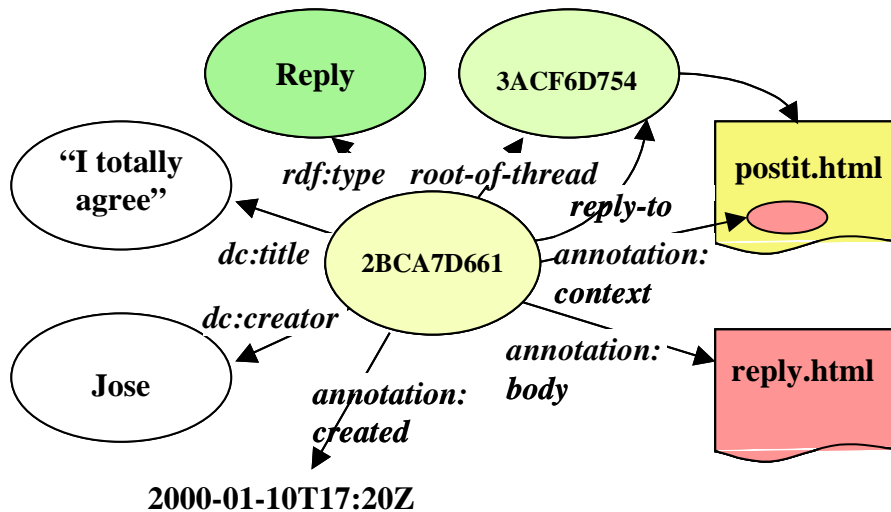 Reply
3ACF6D754
“I totally
agree”
rdf:type
root-of-thread
postit.html
reply-to
dc:title
2BCA7D661
annotation:
context
dc:creator
Jose
annotation:
body
reply.html
annotation:
created
2000-01-10T17:20Z